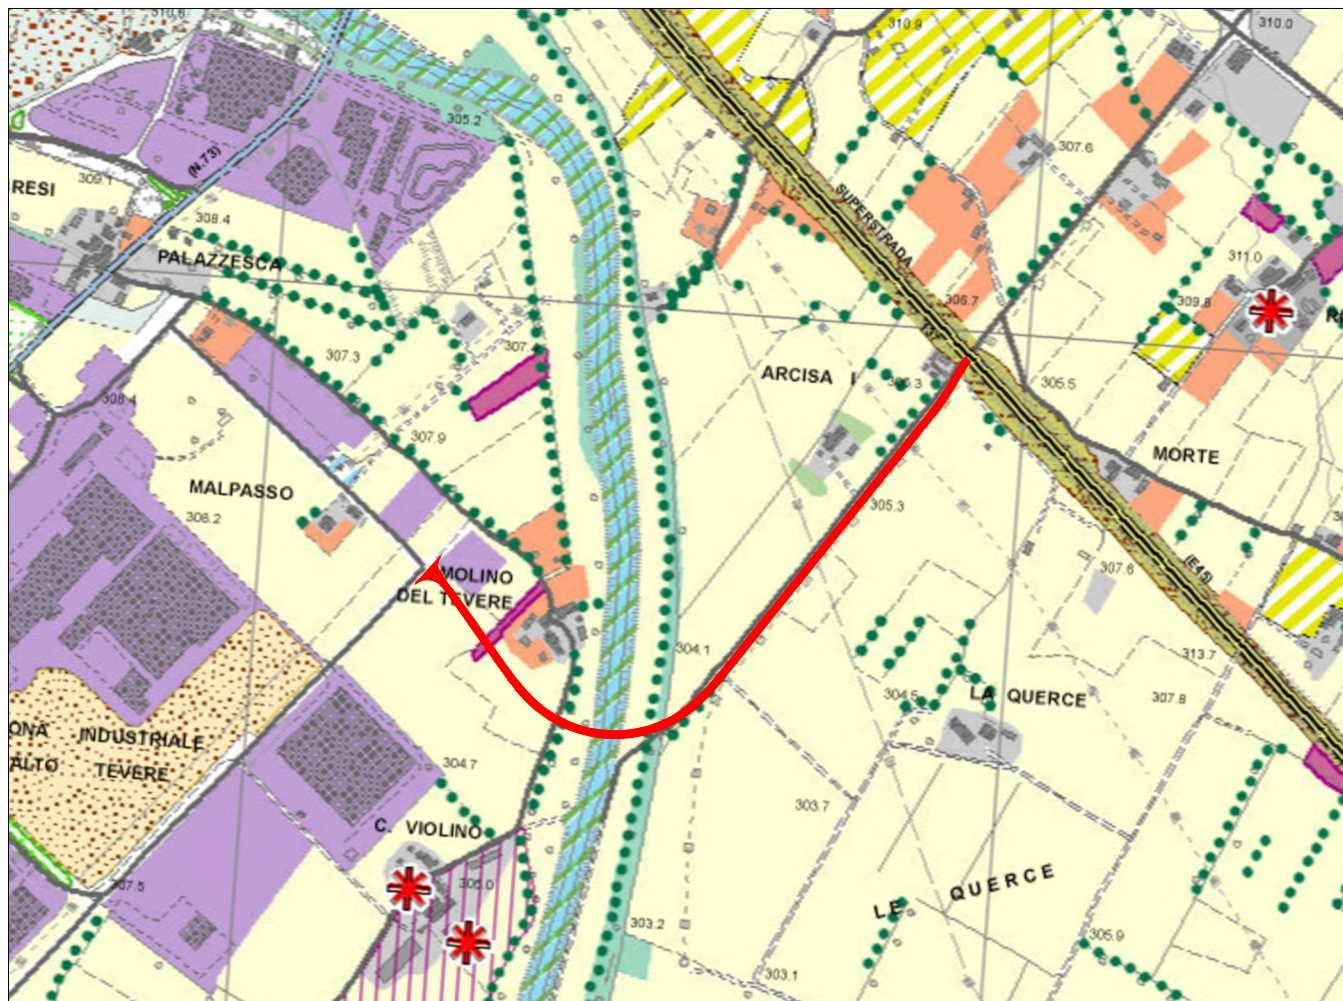 310.9
310.0
305.2
307.6
(N.73)
RESI
309.1
308.4
SUPERSTRADA
PALAZZESCA
311.0
306.7
309.8
307.3
ARCISA I
305.5
308.4
307.9
MORTE
MALPASSO
308.2
305.3
(E45)
307.6
MOLINO
DEL TEVERE
304.1
313.7
304.5
LA QUERCE
307.8
ONA INDUSTRIALE
ALTO TEVERE
304.7
303.7
C. VIOLINO
307.5
305.0
LE QUERCE
303.2
305.9
303.1